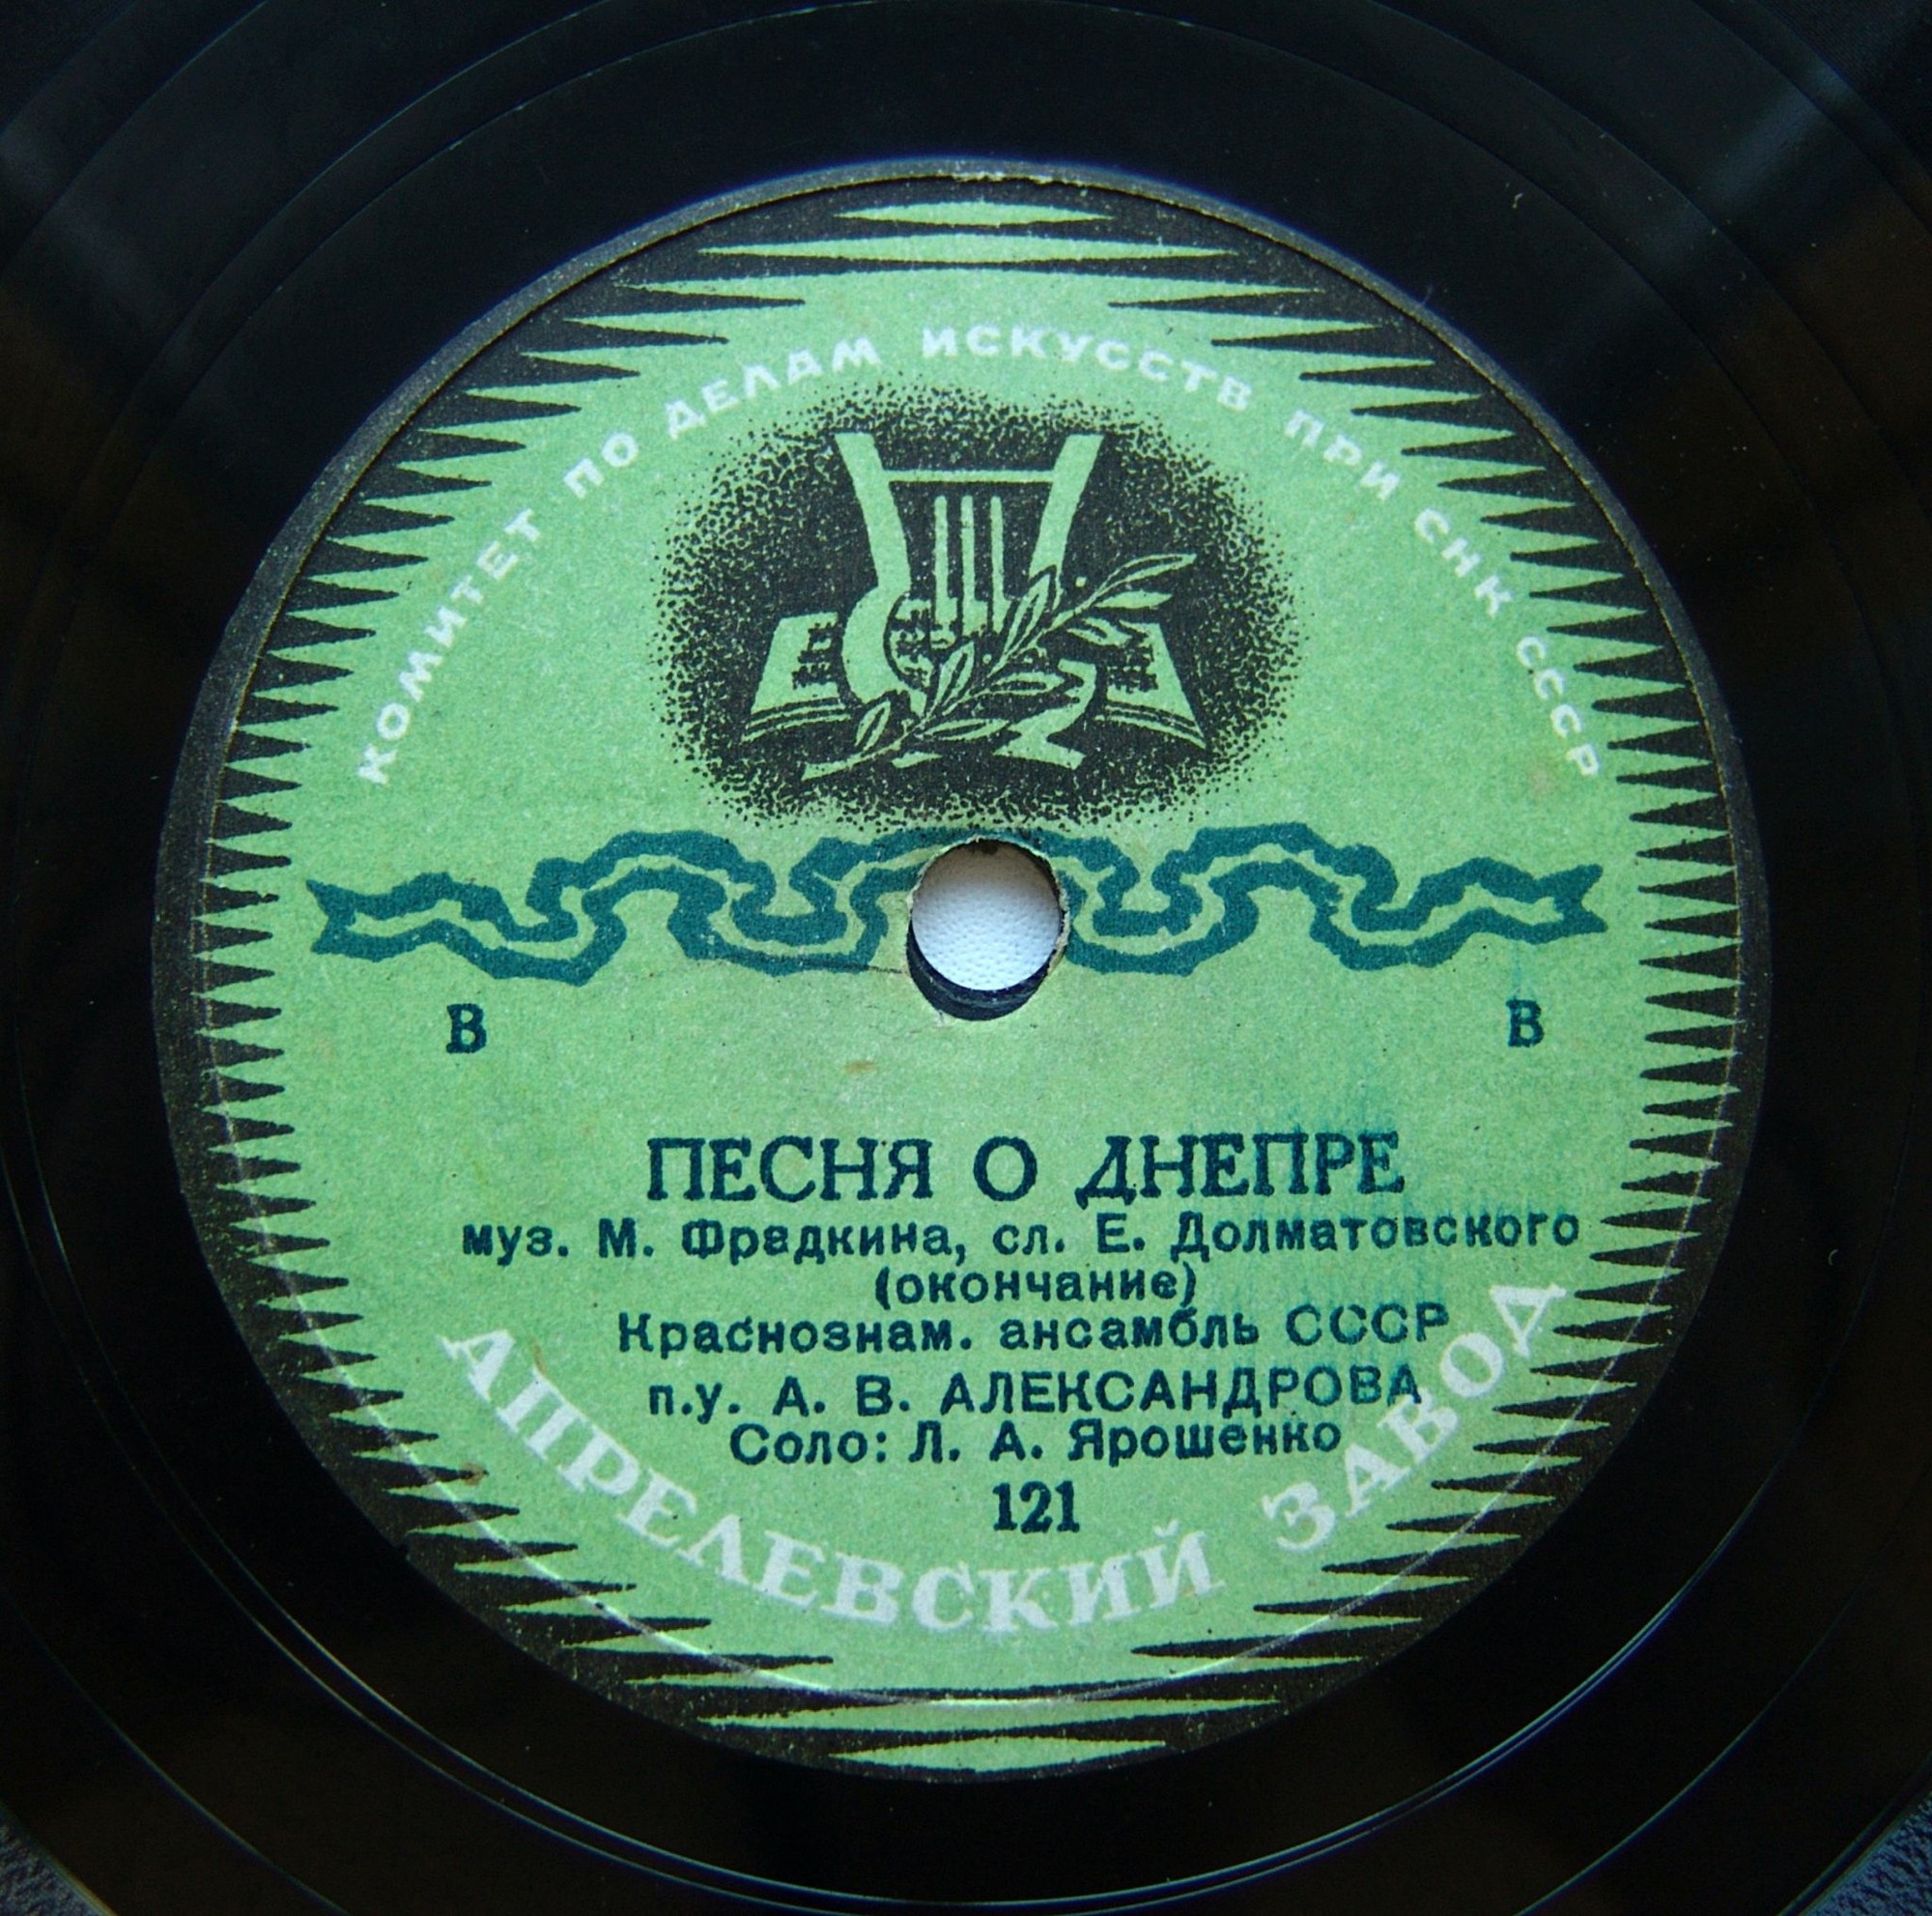 КОМИТЕТ ПО ДЕЛАМ ИСКУССТВ ПРИ СНК СССР
В В
ПЕСНЯ О ДНЕПРЕ
муз. М. Фрадкина, сл. Е. Долматовского
(окончание)
Краснознам. ансамбль СССР
п.у. А. В. АЛЕКСАНДРОВА
Соло: Л. А. Ярошенко
121
АПРЕЛЕВСКИЙ ЗАВОД